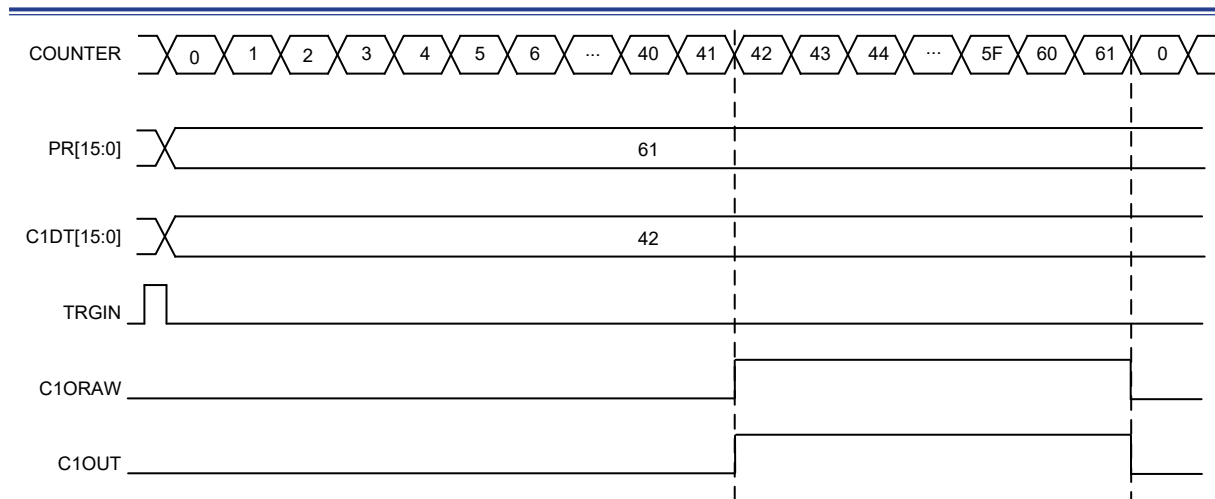 COUNTER 0 1 2 3 4 5 6 ... 40 41 42 43 44 ... 5F 60 61 0
PR[15:0] 61
C1DT[15:0] 42
TRGIN
C1ORAW
C1OUT